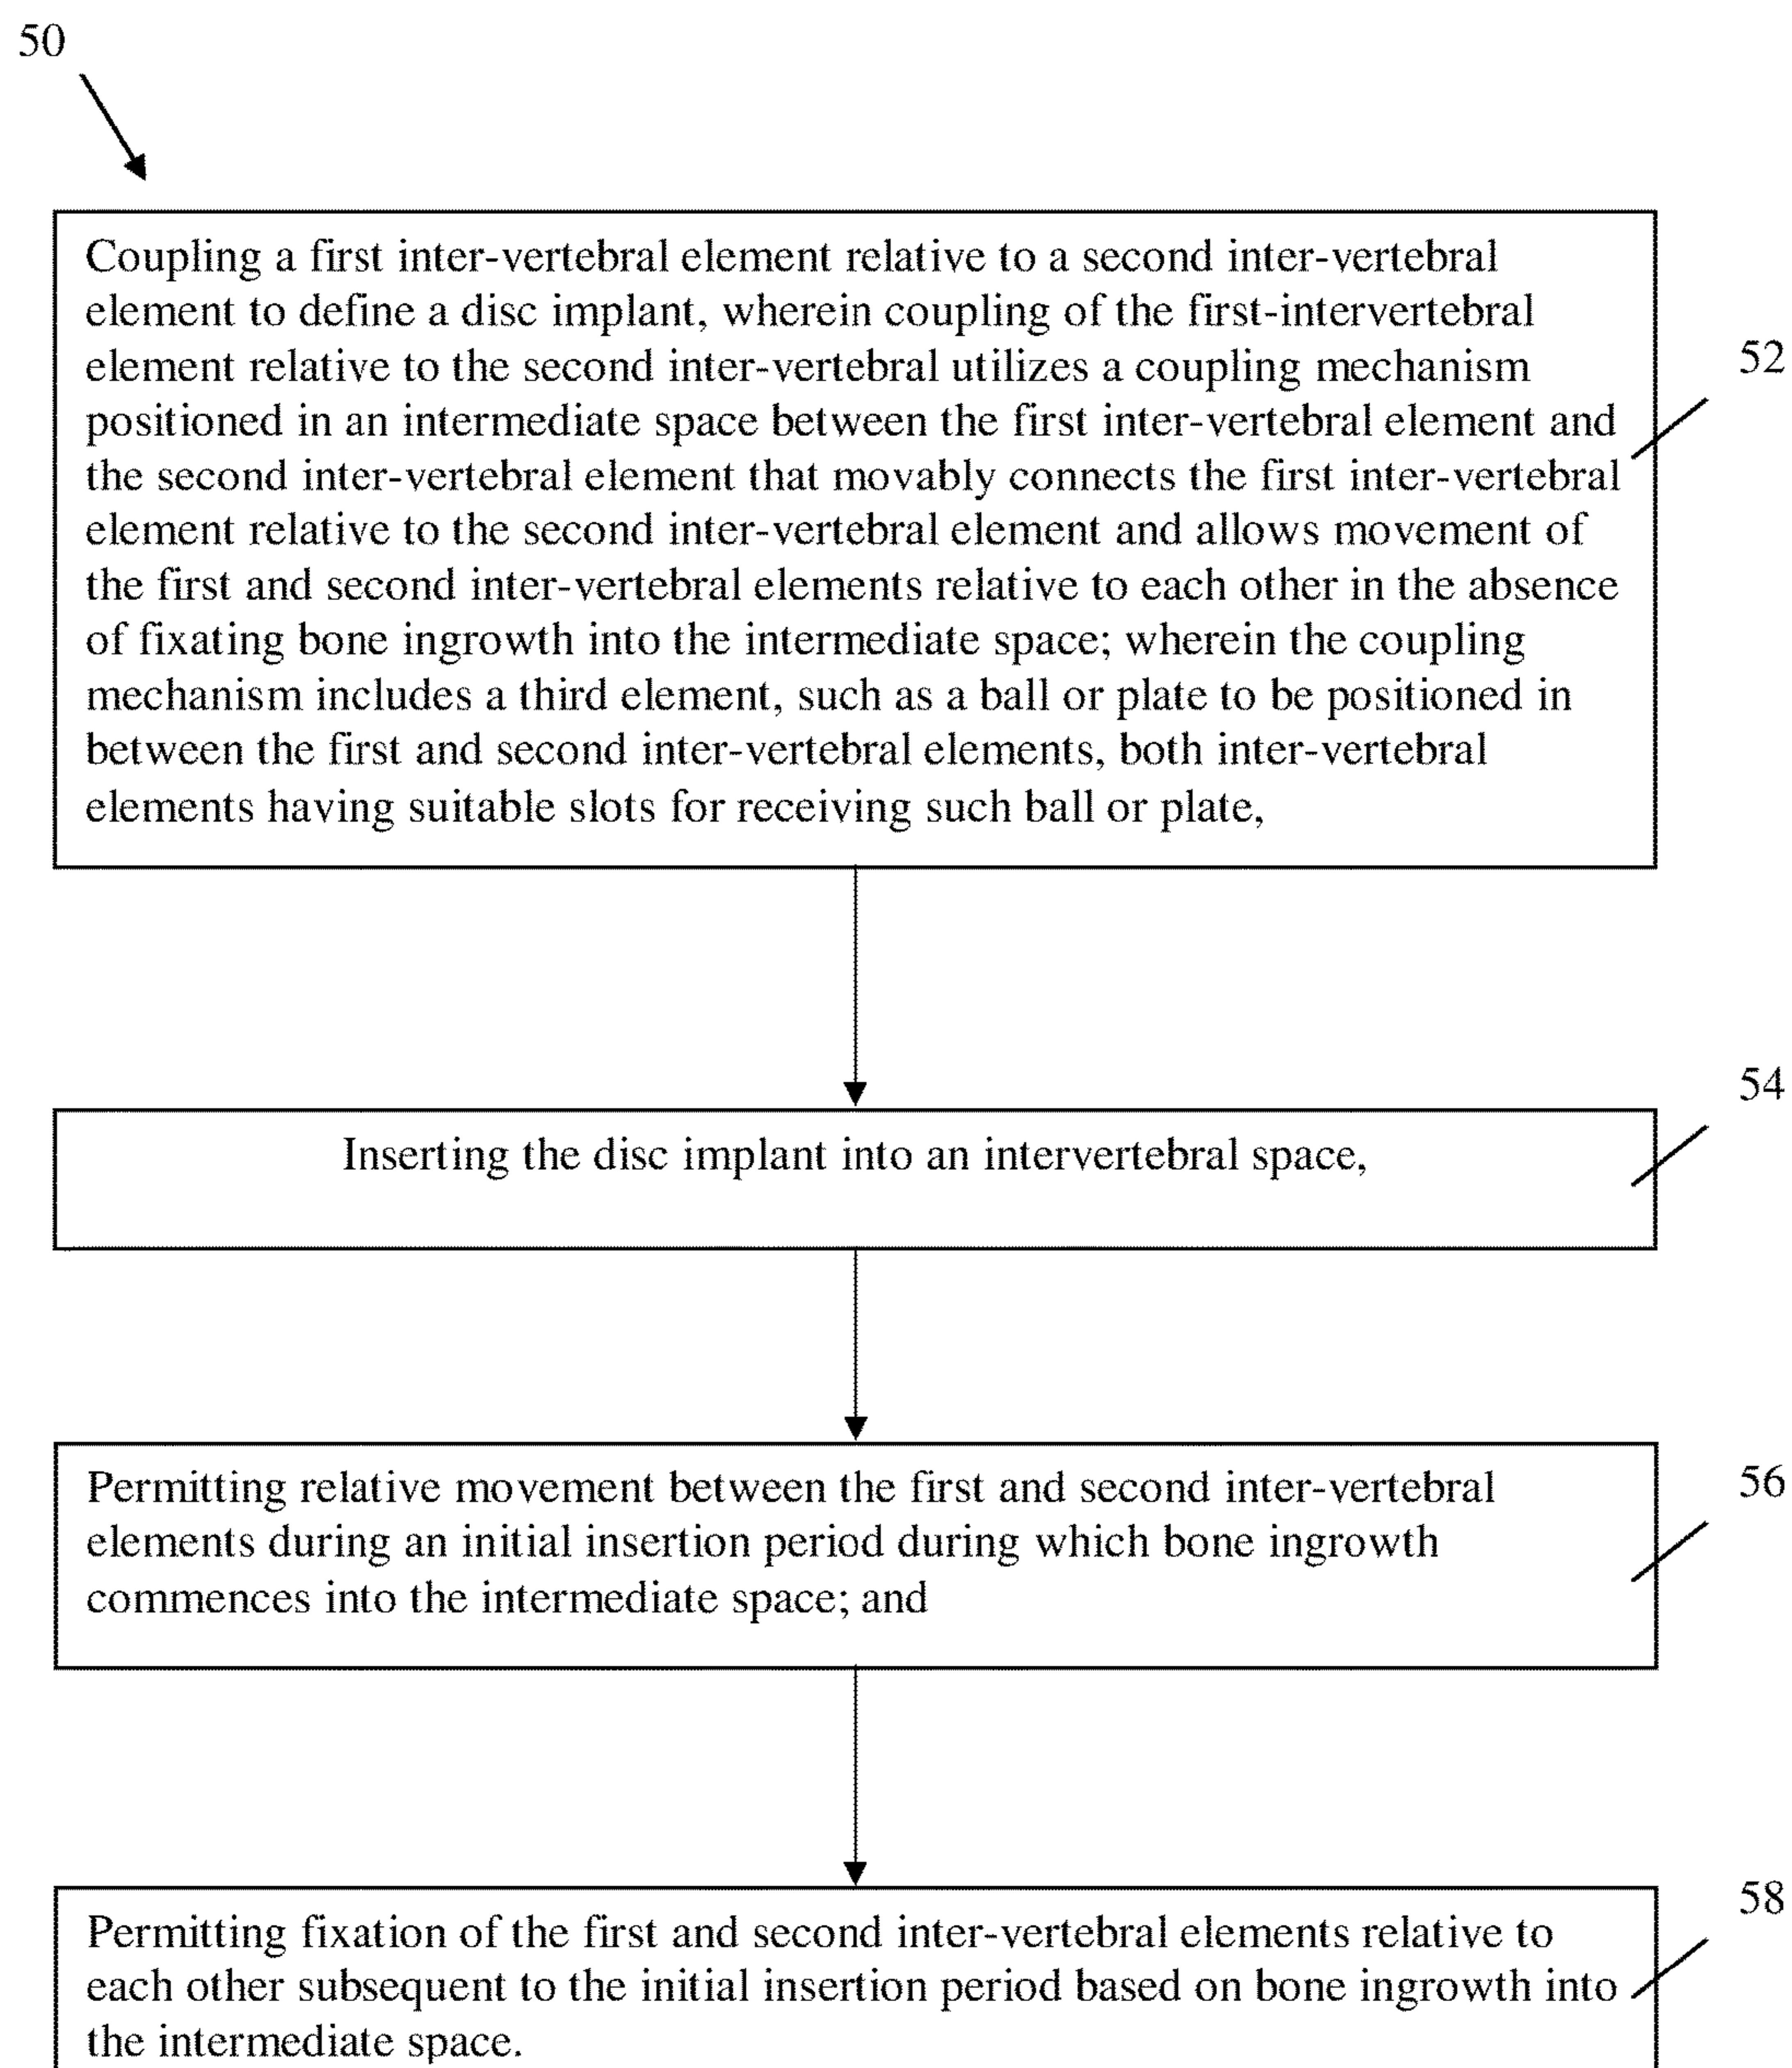 50
Coupling a first inter-vertebral element relative to a second inter-vertebral
element to define a disc implant, wherein coupling of the first-intervertebral
element relative to the second inter-vertebral utilizes a coupling mechanism
52
positioned in an intermediate space between the first inter-vertebral element and
the second inter-vertebral element that movably connects the first inter-vertebral
element relative to the second inter-vertebral element and allows movement of
the first and second inter-vertebral elements relative to each other in the absence
of fixating bone ingrowth into the intermediate space; wherein the coupling
mechanism includes a third element, such as a ball or plate to be positioned in
between the first and second inter-vertebral elements, both inter-vertebral
elements having suitable slots for receiving such ball or plate,
54
Inserting the disc implant into an intervertebral space,
56
Permitting relative movement between the first and second inter-vertebral
elements during an initial insertion period during which bone ingrowth
commences into the intermediate space; and
58
Permitting fixation of the first and second inter-vertebral elements relative to
each other subsequent to the initial insertion period based on bone ingrowth into
the intermediate space.